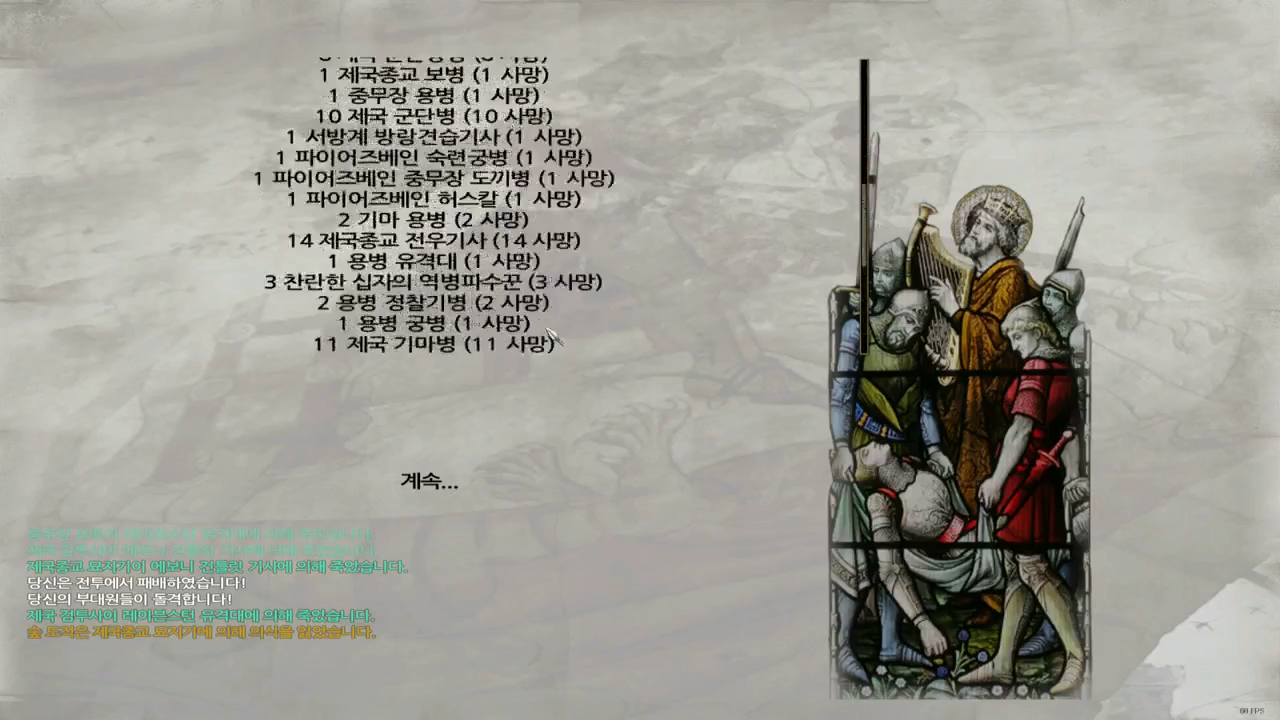 1 제국종교 보병 (1 사망)
1 중무장 용병 (1 사망)
10 제국 군단병 (10 사망)
1 서방계 방랑견습기사 (1 사망)
1 파이어즈베인 숙련궁병 (1 사망)
1 파이어즈베인 중무장 도끼병 (1 사망)
1 파이어즈베인 허스칼 (1 사망)
2 기마 용병 (2 사망)
14 제국종교 전우기사 (14 사망)
1 용병 유격대 (1 사망)
3 찬란한 십자의 역병파수꾼 (3 사망)
2 용병 정찰기병 (2 사망)
1 용병 궁병 (1 사망)
11 제국 기마병 (11 사망)
계속...
제국종교 묘지기이 에보니 건틀릿 기사에 의해 죽었습니다.
당신은 전투에서 패배하였습니다!
당신의 부대원들이 돌격합니다!
제국 검투사이 레이븐스턴 유격대에 의해 죽었습니다.
숲 도적은 제국종교 묘지기에 의해 의식을 잃었습니다.
60 FPS